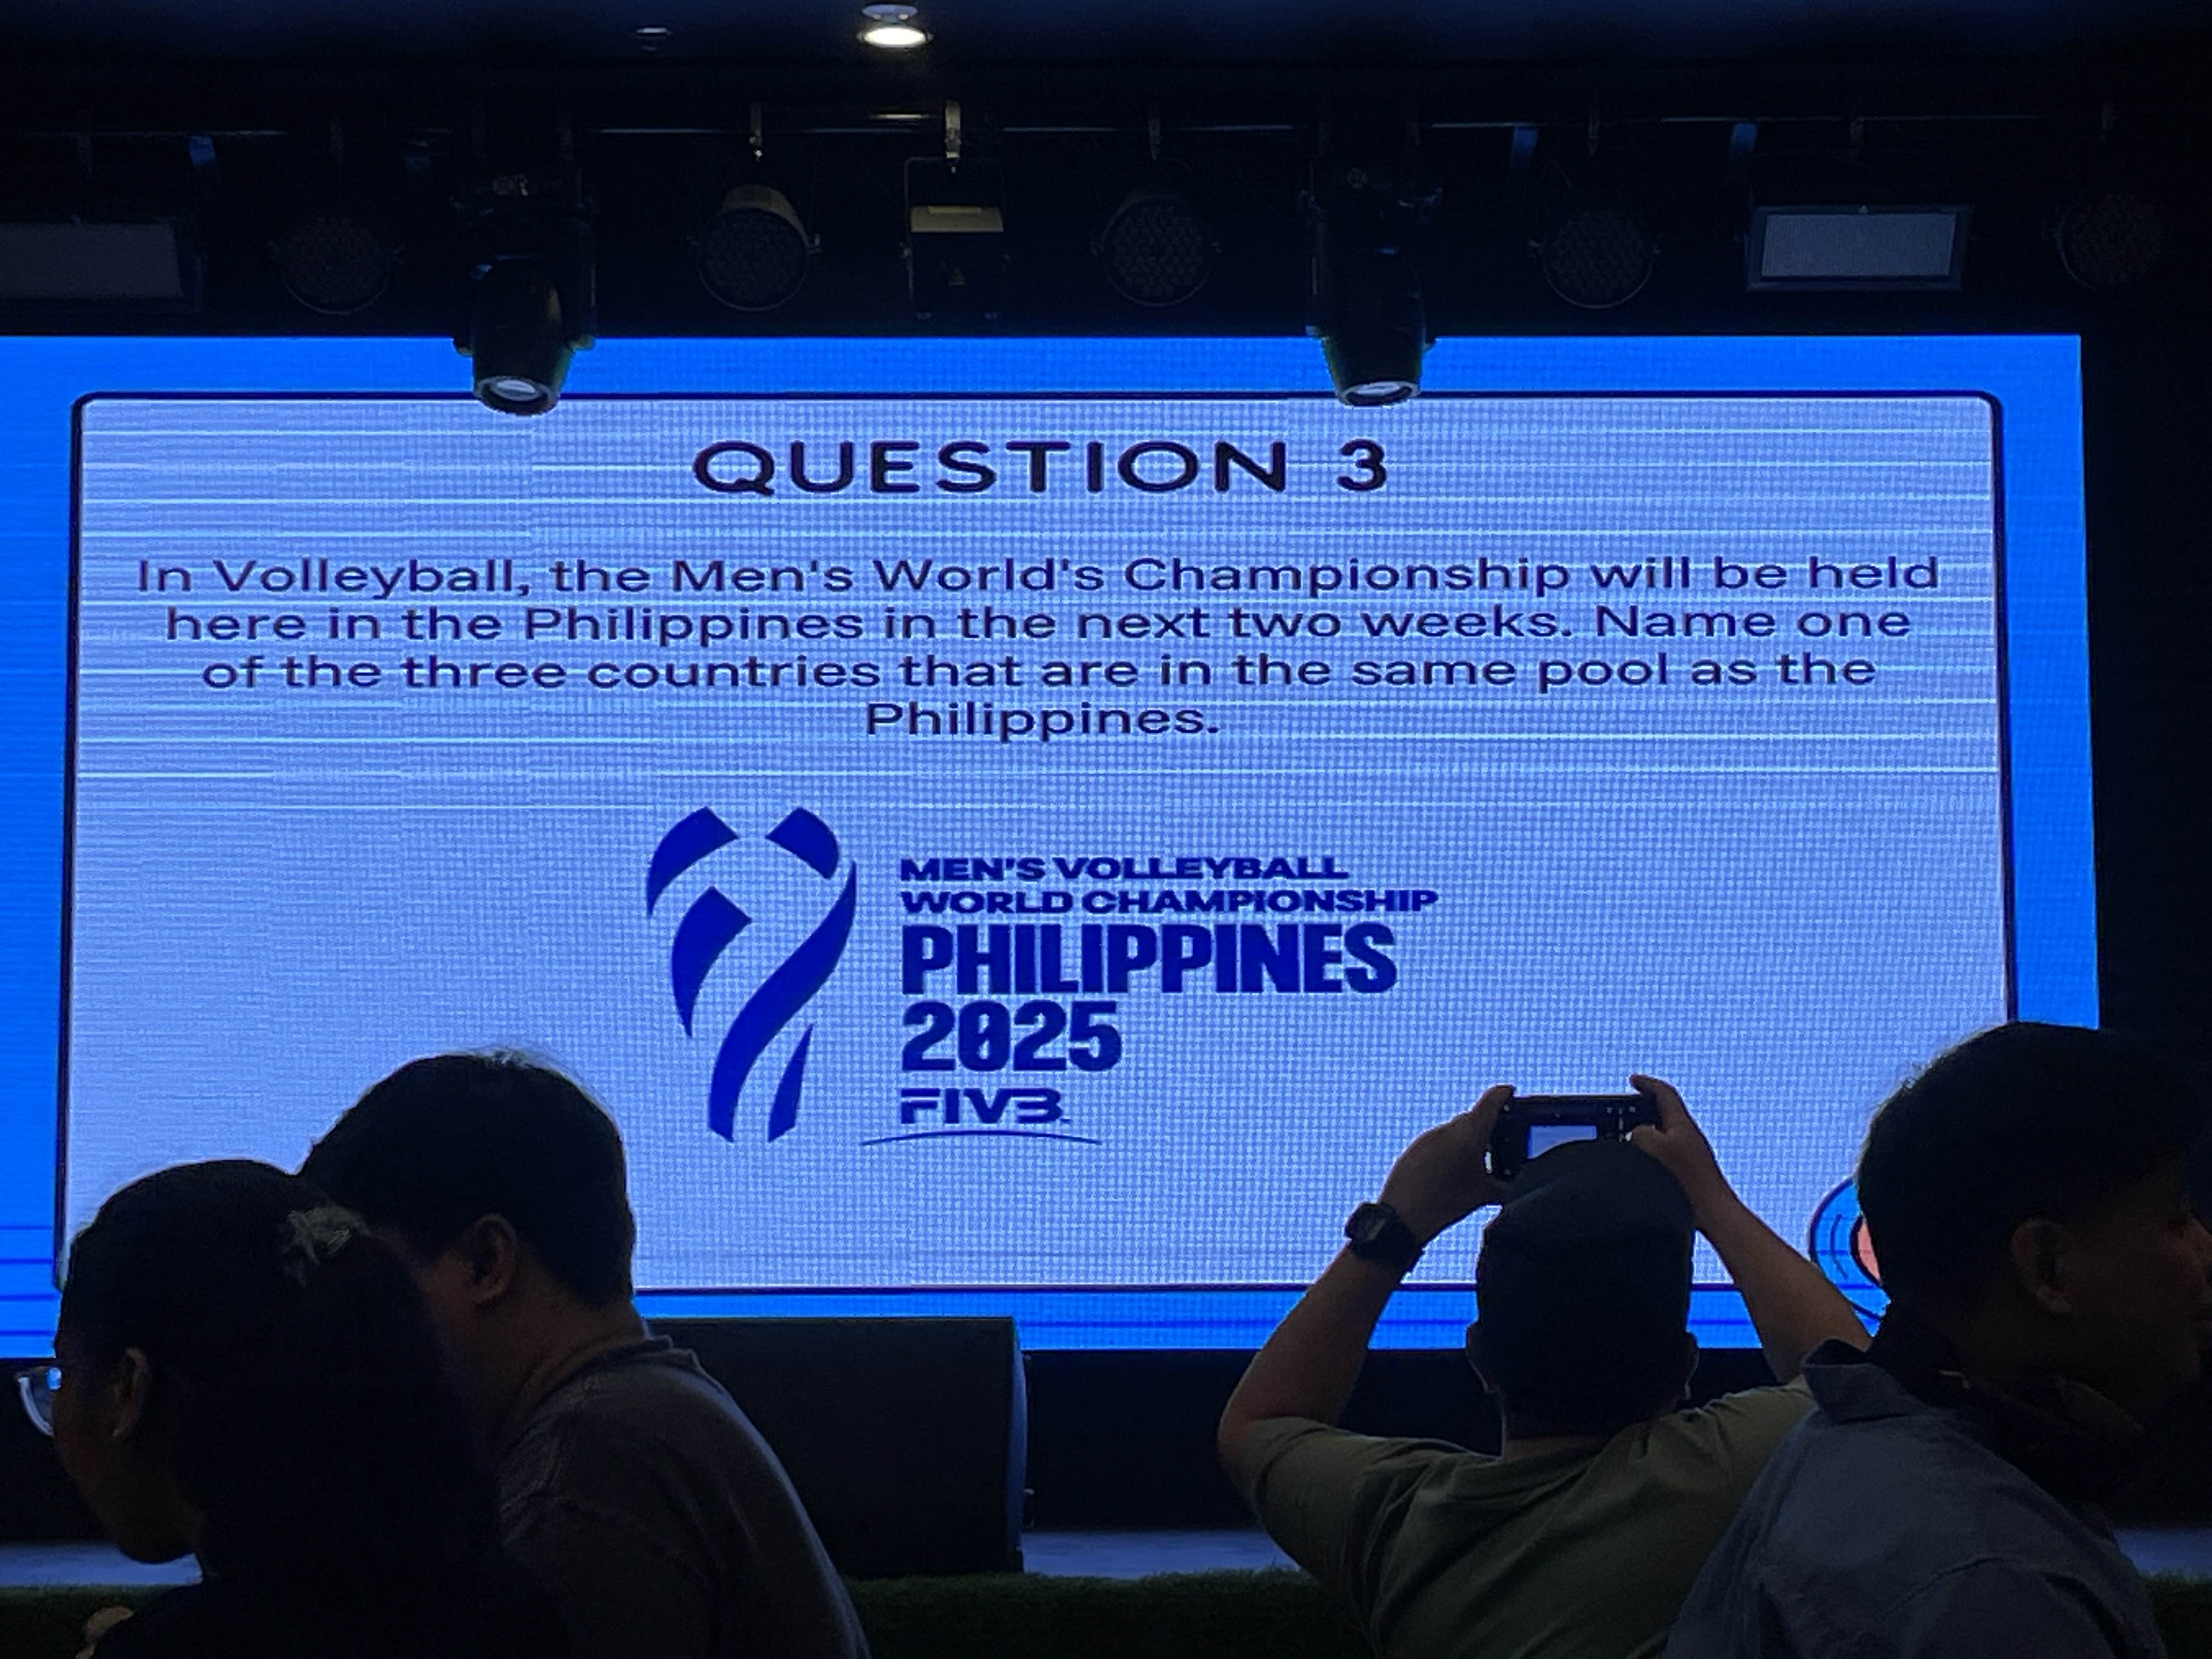 QUESTION 3
In Volleyball, the Men's World's Championship will be held
here in the Philippines in the next two weeks. Name one
of the three countries that are in the same pool as the
Philippines.
MEN'S VOLLEYBALL
WORLD CHAMPIONSHIP
PHILIPPINES
2025
FIVB